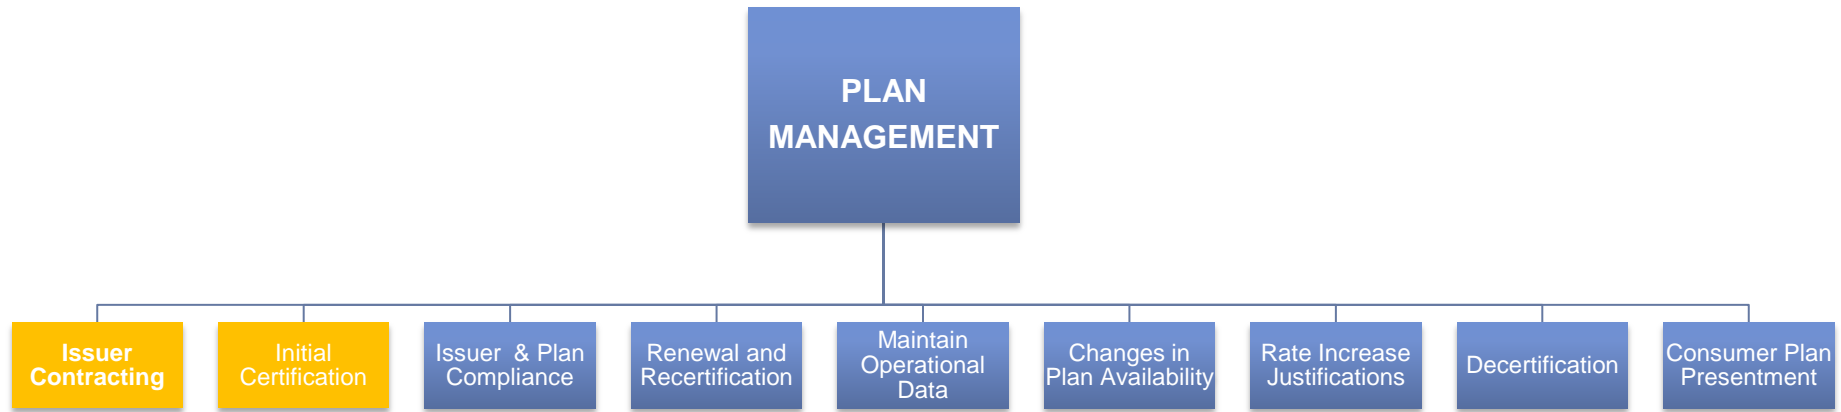 PLAN
MANAGEMENT
Issuer
Contracting
Initial
Certification
Issuer & Plan
Compliance
Renewal and
Recertification
Maintain
Operational
Data
Changes in
Plan Availability
Rate Increase
Justifications
Decertification
Consumer Plan
Presentment